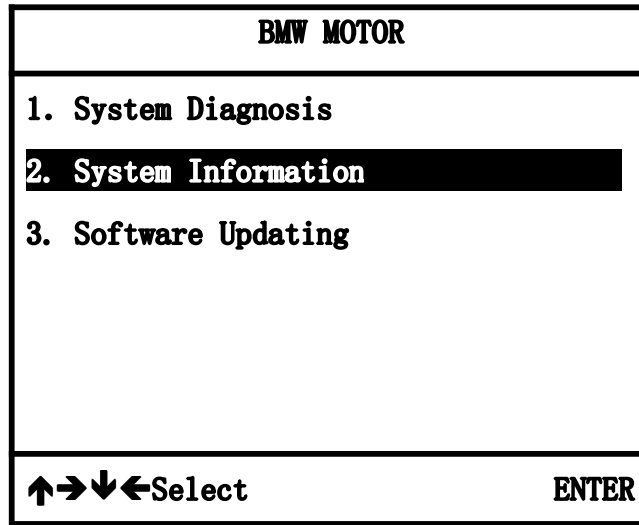 BMW MOTOR
1. System Diagnosis
2. System Information
3. Software Updating
↑→↓←Select ENTER